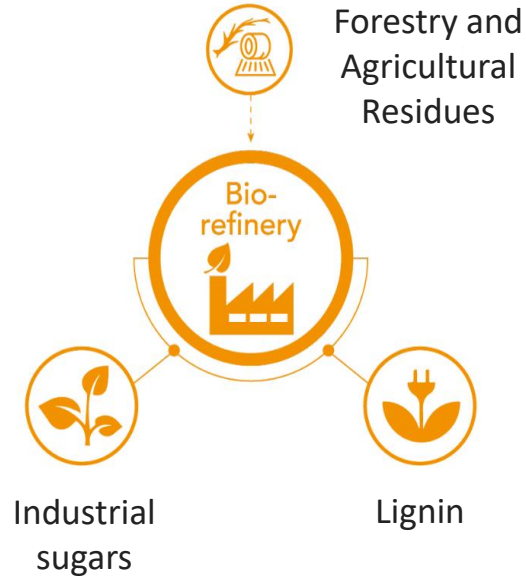 Forestry and
Agricultural
Residues
Bio-
refinery
Industrial
sugars
Lignin